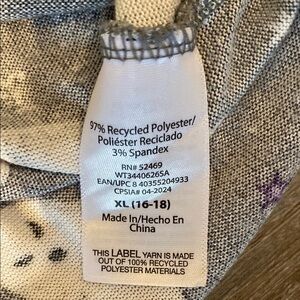 97% Recycled Polyester/
Poliéster Reciclado
3% Spandex
RN# 52469
WT34406265A
EAN/UPC 8 40355204933
CPSIA# 04-2024
XL (16-18)
Made In/Hecho En
China
THIS LABEL YARN IS MADE
OUT OF 100% RECYCLED
POLYESTER MATERIALS